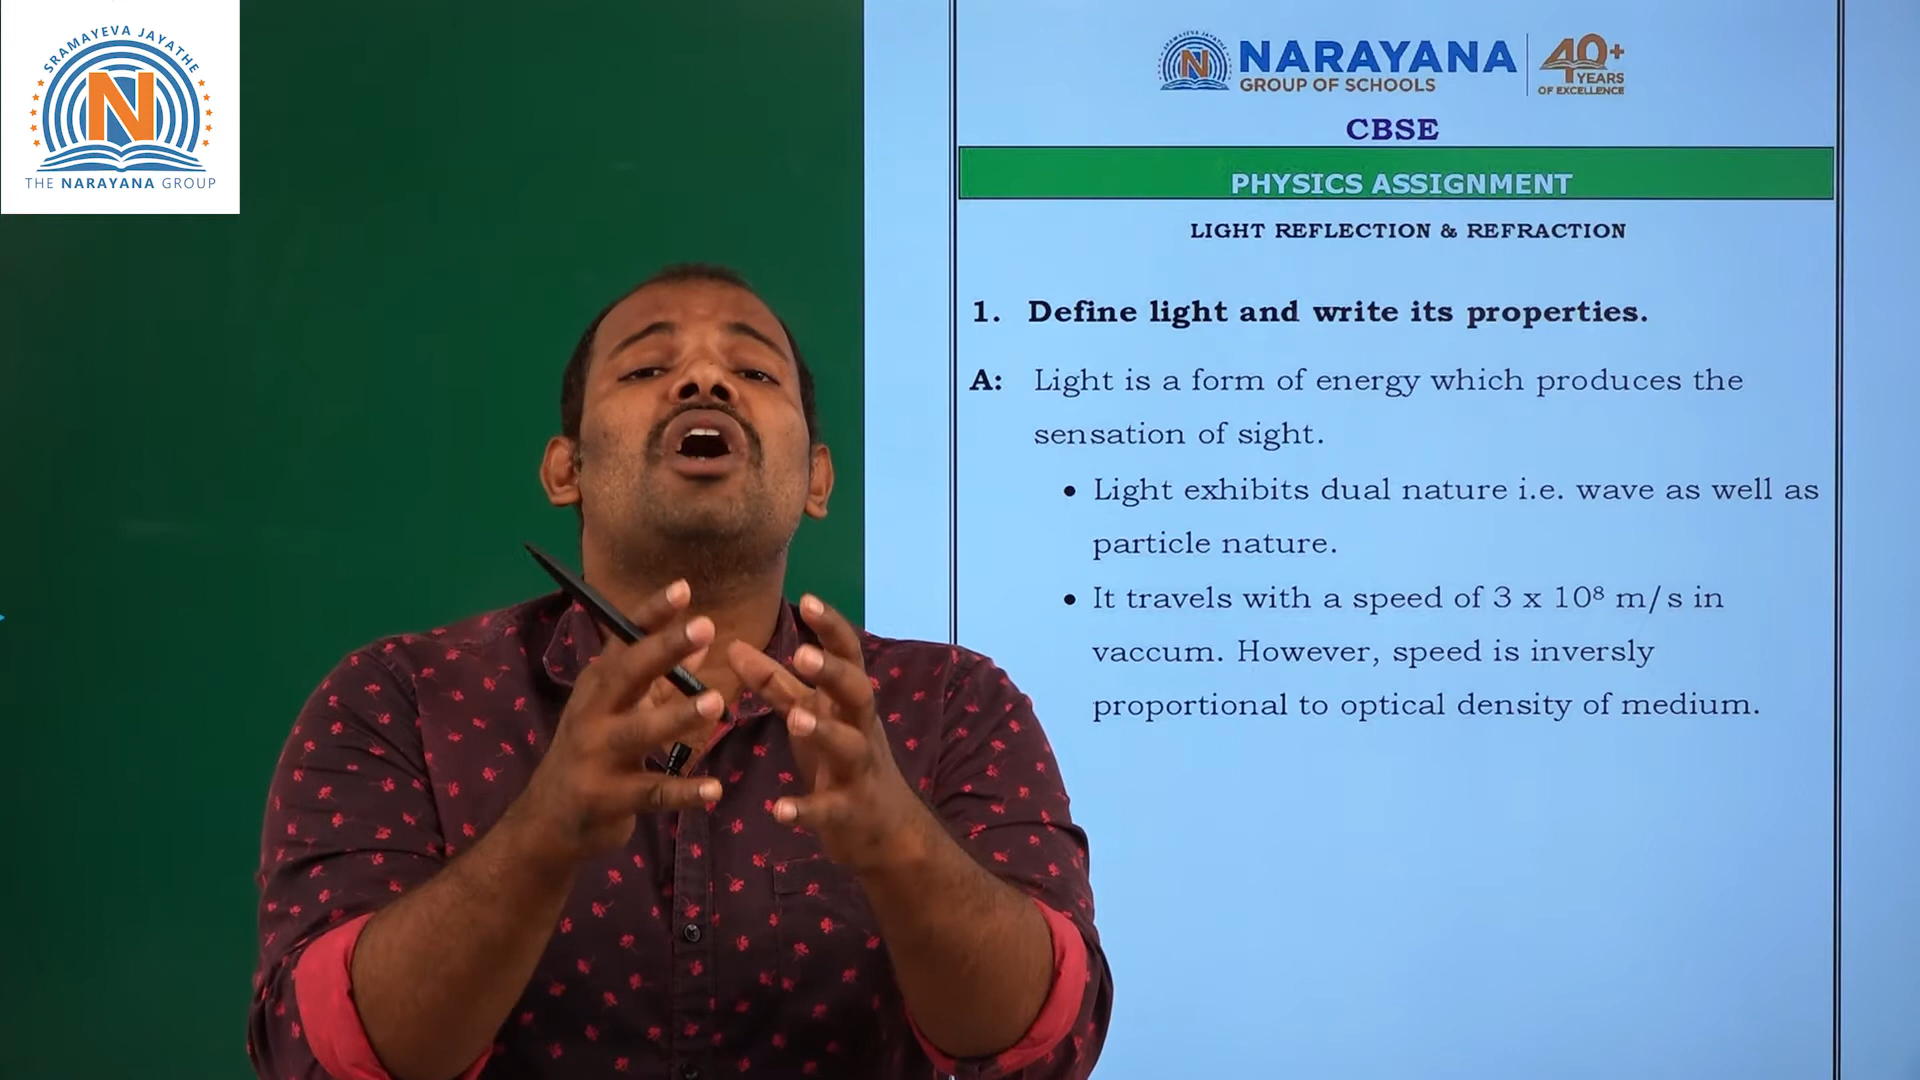 SRAMAYEVA JAYATHE
N
THE NARAYANA GROUP
SRAMAYEVA JAYATHE
N
NARAYANA
GROUP OF SCHOOLS
40+
YEARS
OF EXCELLENCE
CBSE
PHYSICS ASSIGNMENT
LIGHT REFLECTION & REFRACTION
1. Define light and write its properties.
A: Light is a form of energy which produces the
sensation of sight.
• Light exhibits dual nature i.e. wave as well as
particle nature.
• It travels with a speed of 3 x 10⁸ m/s in
vaccum. However, speed is inversly
proportional to optical density of medium.